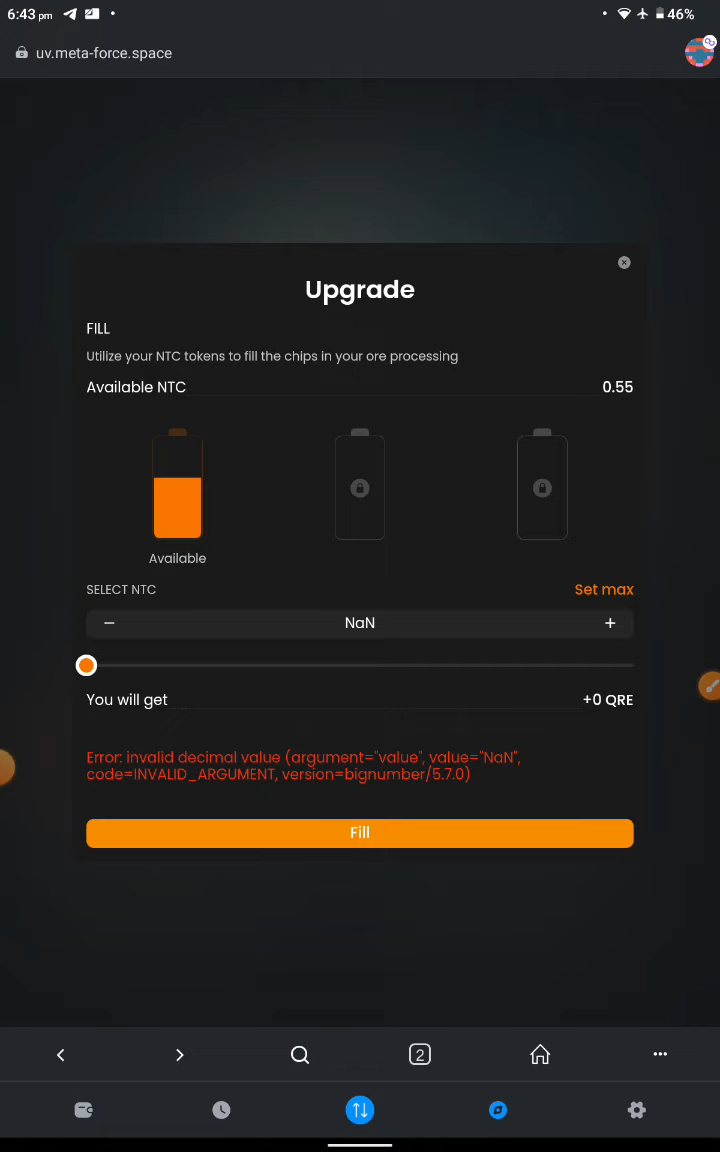 6:43 pm
46%
uv.meta-force.space
Upgrade
FILL
Utilize your NTC tokens to fill the chips in your ore processing
Available NTC 0.55
Available
SELECT NTC Set max
− NaN +
You will get +0 QRE
Error: invalid decimal value (argument="value", value="NaN",
code=INVALID_ARGUMENT, version=bignumber/5.7.0)
Fill
2